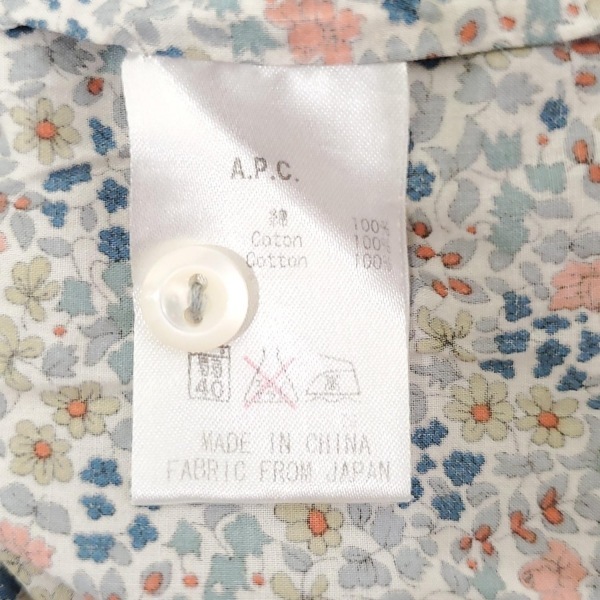 A.P.C.
綿 100%
Coton 100%
Cotton 100%
40
MADE IN CHINA
FABRIC FROM JAPAN